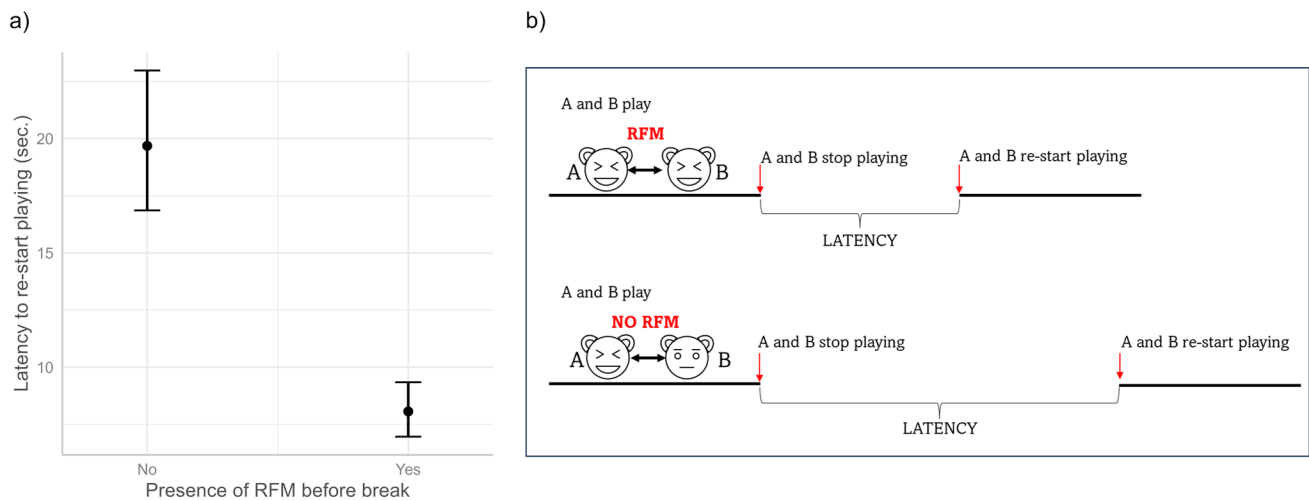 a)
Latency to re-start playing (sec.)
20
15
10
No
Yes
Presence of RFM before break
b)
A and B play
RFM
A
B
A and B stop playing
A and B re-start playing
LATENCY
A and B play
NO RFM
A
B
A and B stop playing
A and B re-start playing
LATENCY